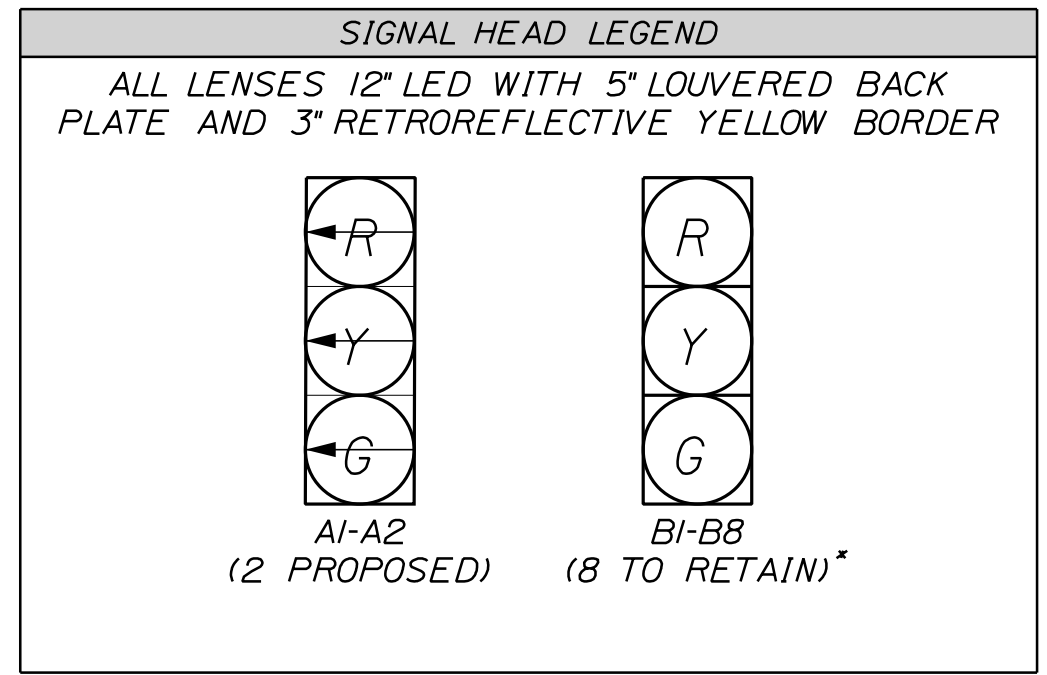 SIGNAL HEAD LEGEND
ALL LENSES 12" LED WITH 5" LOUVERED BACK
PLATE AND 3" RETROREFLECTIVE YELLOW BORDER
R R
Y Y
G G
A1-A2 B1-B8
(2 PROPOSED) (8 TO RETAIN)*